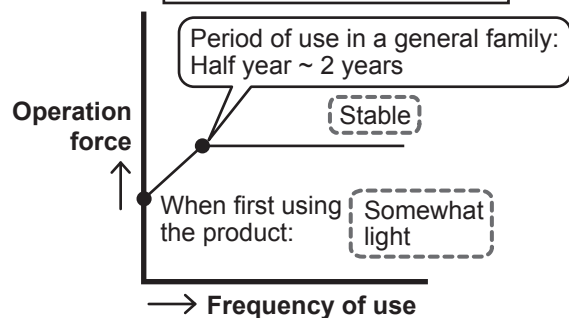 Period of use in a general family:
Half year ~ 2 years
Stable
Operation
force
When first using
the product:
Somewhat
light
Frequency of use